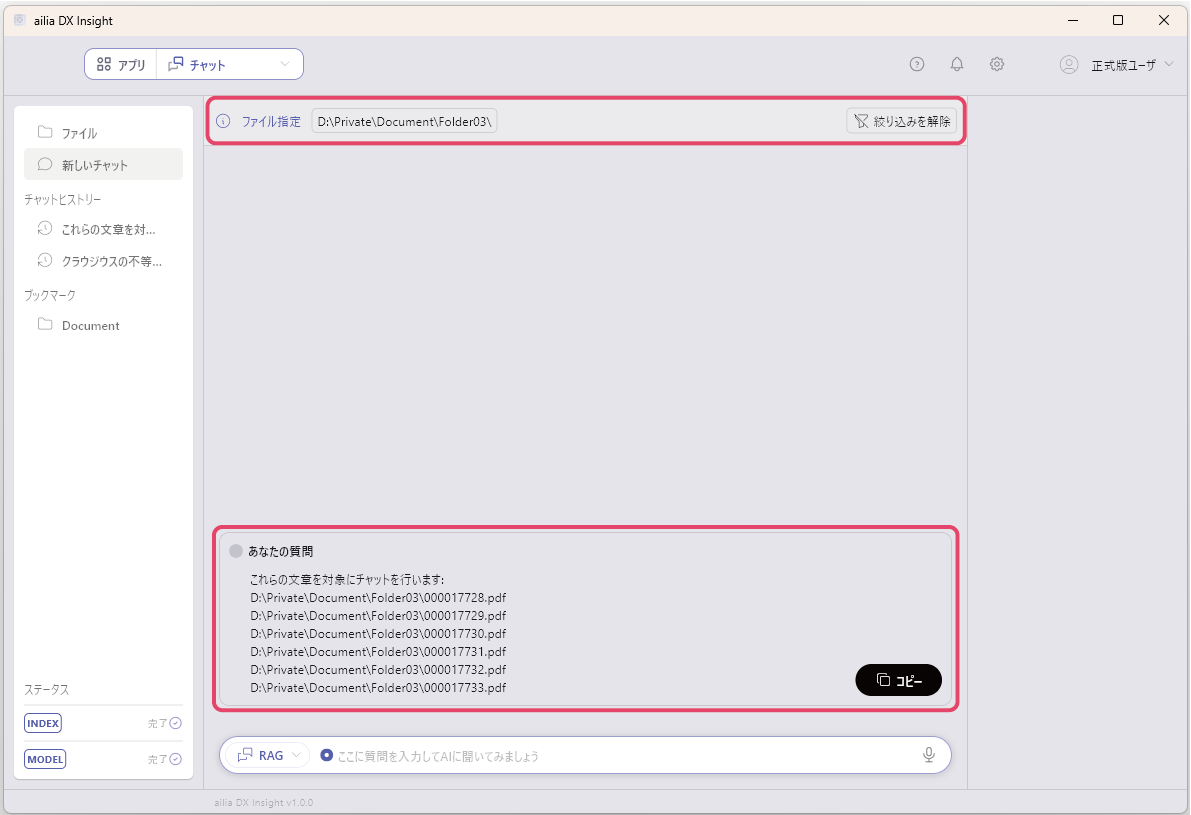 ailia DX Insight
アプリ
チャット
正式版ユーザ
ファイル
新しいチャット
チャットヒストリー
これらの文章を対...
クラウジウスの不等...
ブックマーク
Document
ステータス
INDEX 完了
MODEL 完了
ファイル指定 D:\Private\Document\Folder03\ 絞り込みを解除
あなたの質問
これらの文章を対象にチャットを行います:
D:\Private\Document\Folder03\000017728.pdf
D:\Private\Document\Folder03\000017729.pdf
D:\Private\Document\Folder03\000017730.pdf
D:\Private\Document\Folder03\000017731.pdf
D:\Private\Document\Folder03\000017732.pdf
D:\Private\Document\Folder03\000017733.pdf
コピー
RAG ここに質問を入力してAIに聞いてみましょう
ailia DX Insight v1.0.0